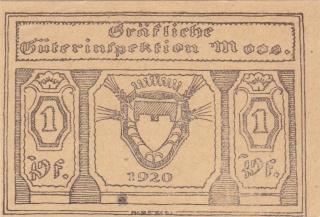 Gräfliche
Güterinspektion Moos.
1
1
Pf.
Pf.
1920